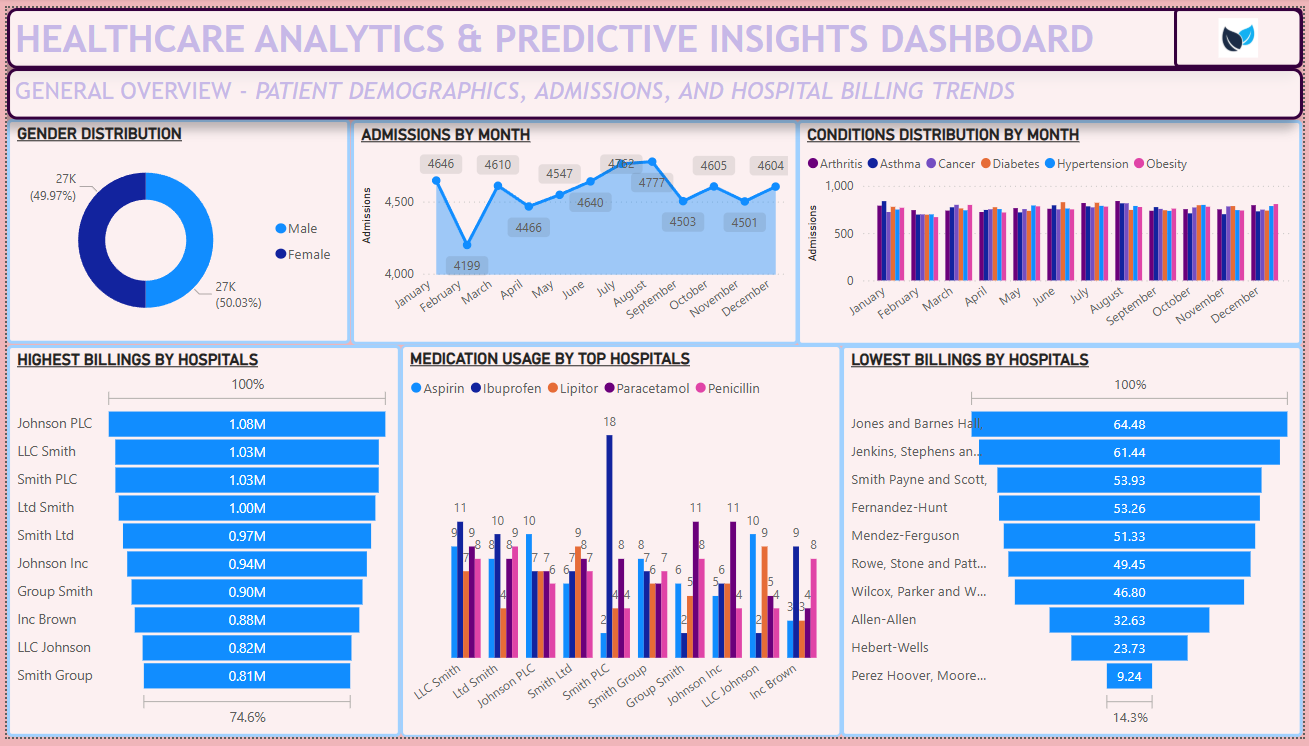 HEALTHCARE ANALYTICS & PREDICTIVE INSIGHTS DASHBOARD
GENERAL OVERVIEW - PATIENT DEMOGRAPHICS, ADMISSIONS, AND HOSPITAL BILLING TRENDS
GENDER DISTRIBUTION
27K
(49.97%)
27K
(50.03%)
Male
Female
ADMISSIONS BY MONTH
Admissions
4,500
4,000
4646
4199
4610
4466
4547
4640
4762
4777
4503
4605
4501
4604
January
February
March
April
May
June
July
August
September
October
November
December
CONDITIONS DISTRIBUTION BY MONTH
Arthritis Asthma Cancer Diabetes Hypertension Obesity
Admissions
1,000
500
0
January
February
March
April
May
June
July
August
September
October
November
December
HIGHEST BILLINGS BY HOSPITALS
100%
Johnson PLC 1.08M
LLC Smith 1.03M
Smith PLC 1.03M
Ltd Smith 1.00M
Smith Ltd 0.97M
Johnson Inc 0.94M
Group Smith 0.90M
Inc Brown 0.88M
LLC Johnson 0.82M
Smith Group 0.81M
74.6%
MEDICATION USAGE BY TOP HOSPITALS
Aspirin Ibuprofen Lipitor Paracetamol Penicillin
9 11 7 9 8
8 10 4 8 9
10 7 7 7 6
6 7 9 8 7
2 18 4 8 4
8 7 6 6 7
6 2 5 11 8
5 6 6 11 4
10 2 9 5 4
3 9 3 4 8
LLC Smith
Ltd Smith
Johnson PLC
Smith Ltd
Smith PLC
Smith Group
Group Smith
Johnson Inc
LLC Johnson
Inc Brown
LOWEST BILLINGS BY HOSPITALS
100%
Jones and Barnes Hall, 64.48
Jenkins, Stephens an... 61.44
Smith Payne and Scott, 53.93
Fernandez-Hunt 53.26
Mendez-Ferguson 51.33
Rowe, Stone and Patt... 49.45
Wilcox, Parker and W... 46.80
Allen-Allen 32.63
Hebert-Wells 23.73
Perez Hoover, Moore... 9.24
14.3%